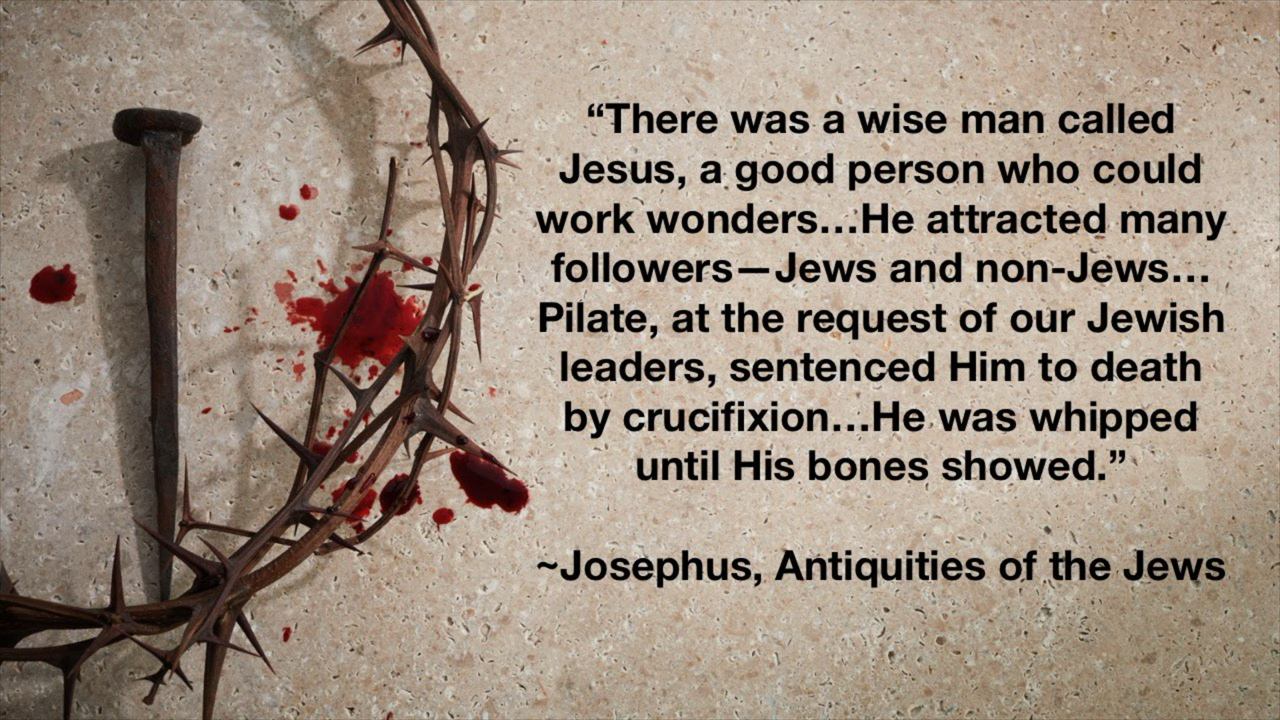 “There was a wise man called
Jesus, a good person who could
work wonders...He attracted many
followers—Jews and non-Jews...
Pilate, at the request of our Jewish
leaders, sentenced Him to death
by crucifixion...He was whipped
until His bones showed.”
~Josephus, Antiquities of the Jews